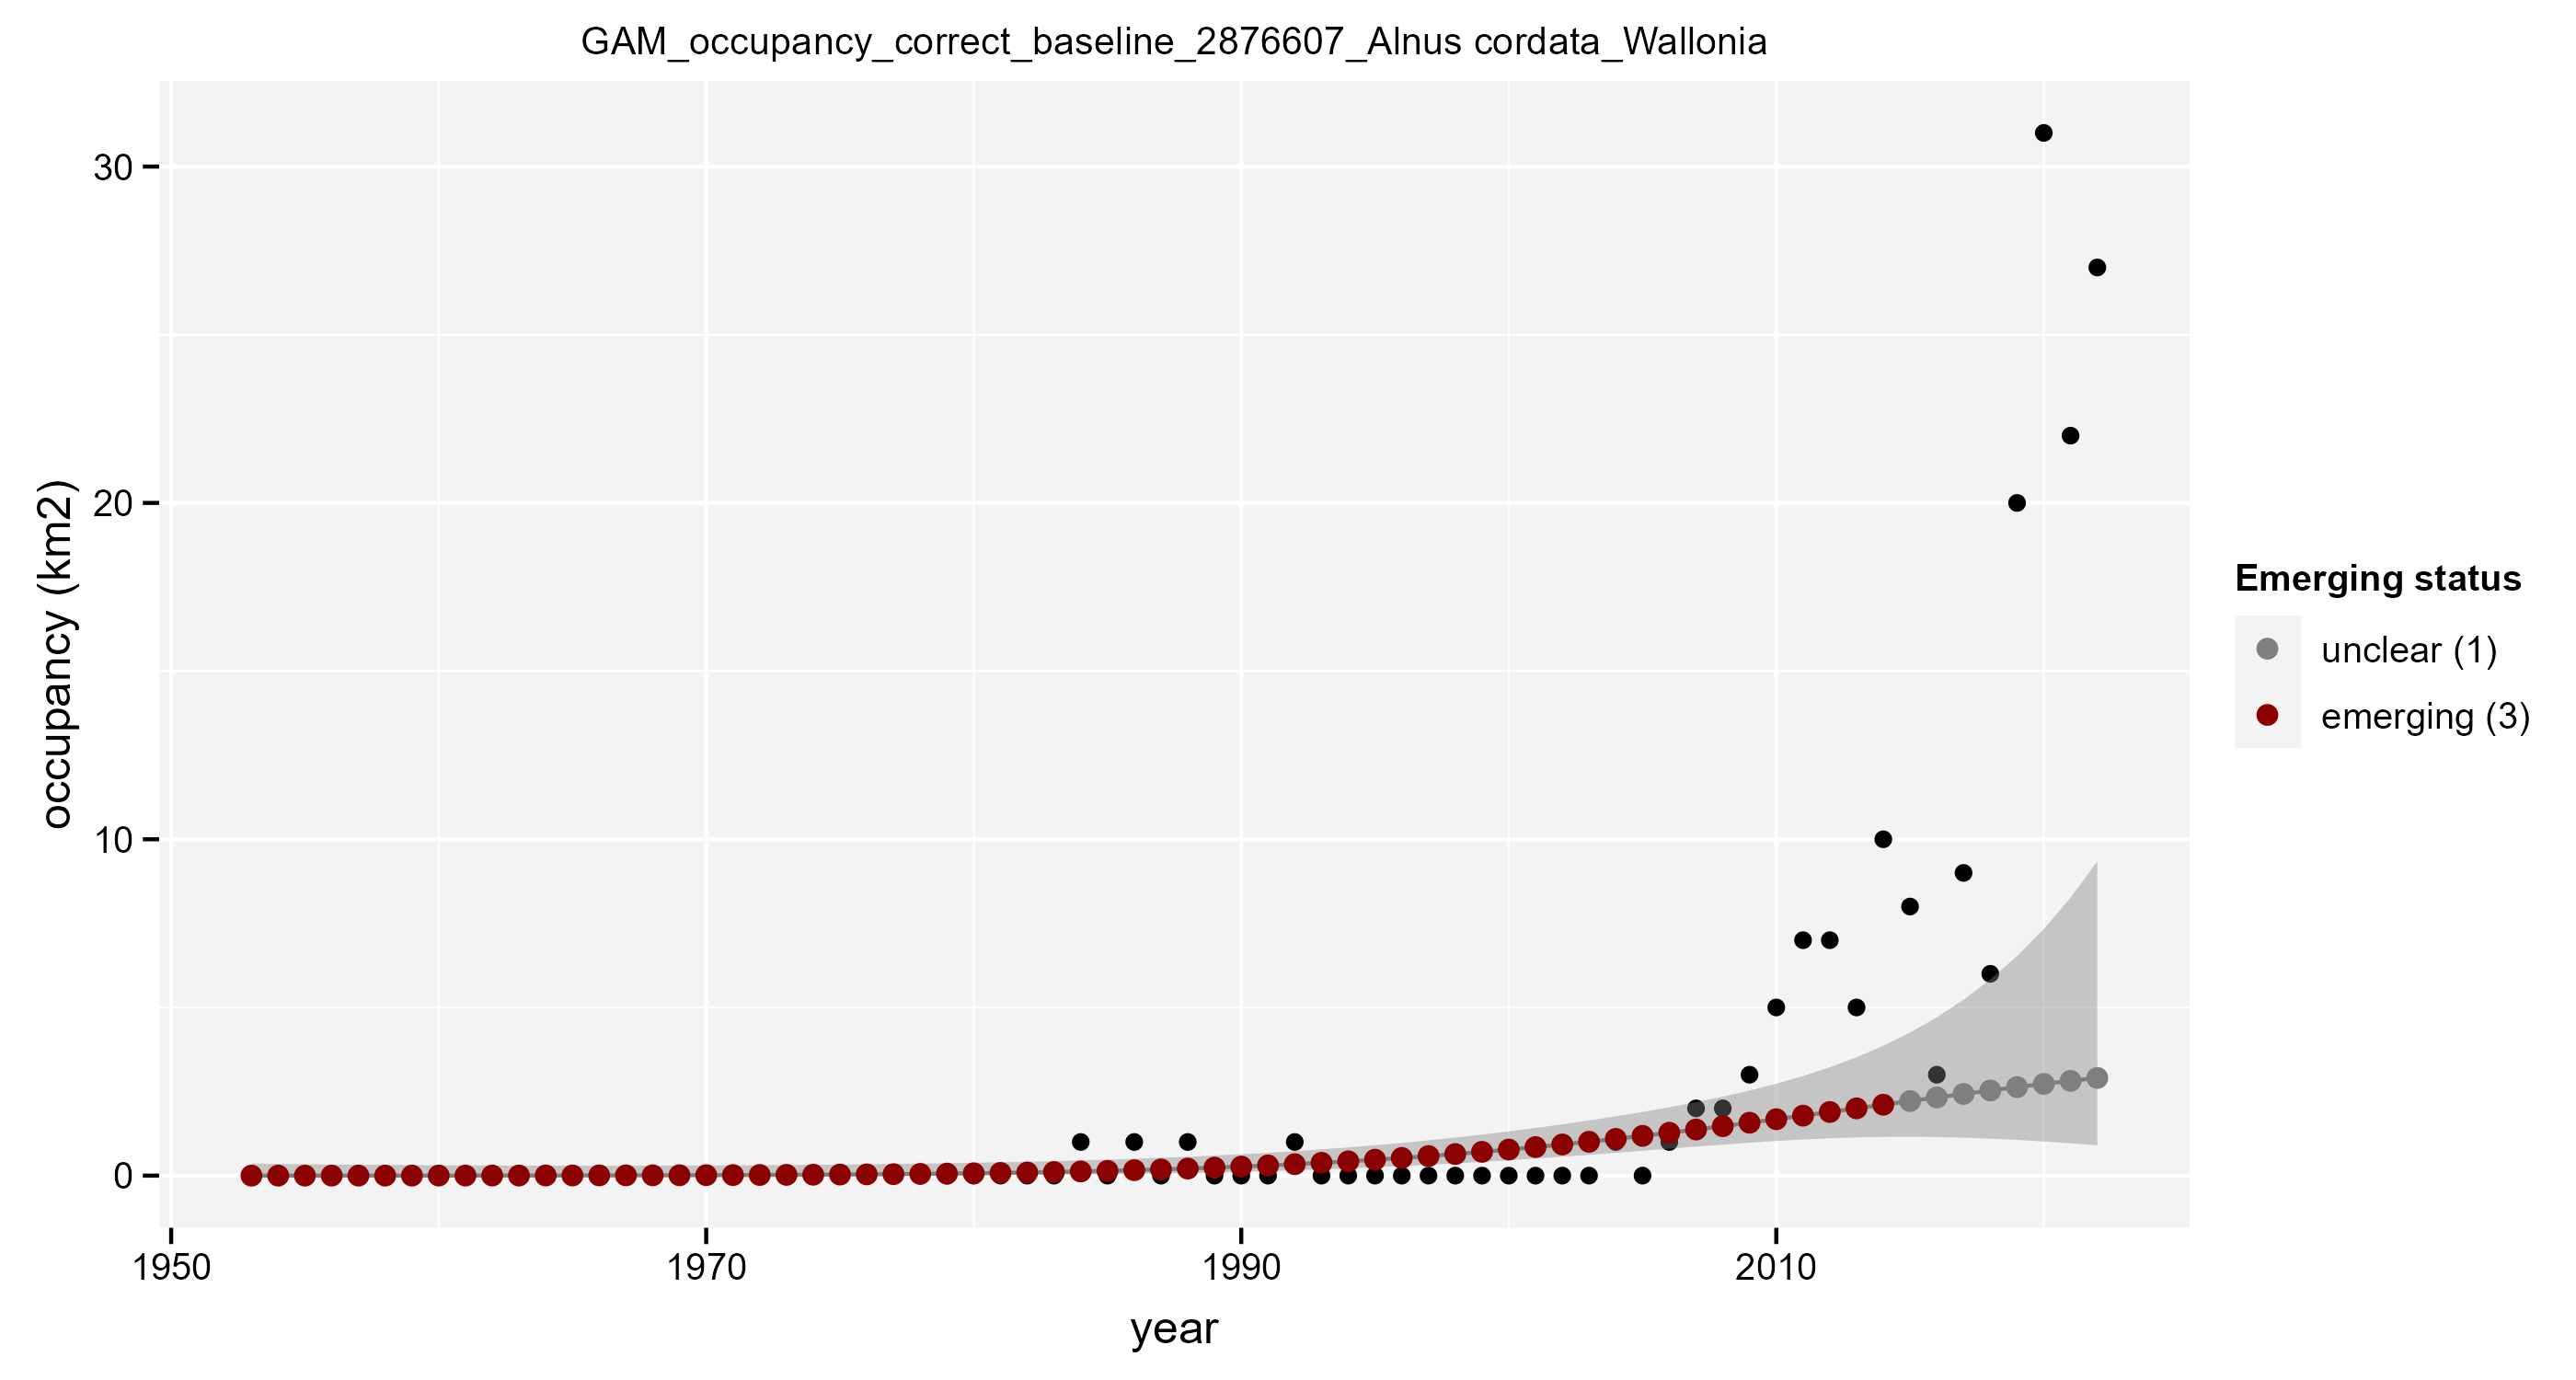 GAM_occupancy_correct_baseline_2876607_Alnus cordata_Wallonia
occupancy (km2)
30
20
10
0
1950
1970
1990
2010
year
Emerging status
unclear (1)
emerging (3)